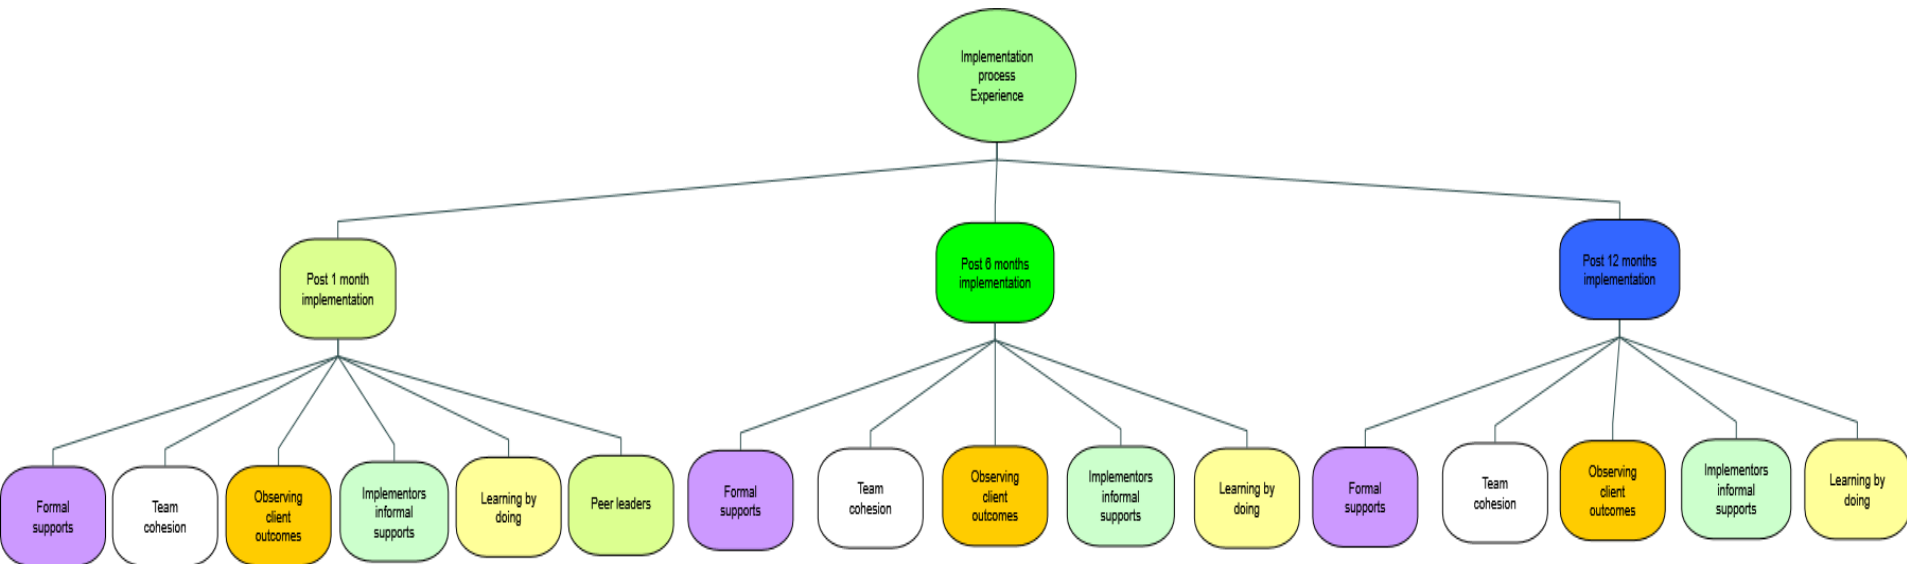 Implementation
process
Experience
Post 1 month
implementation
Post 6 months
implementation
Post 12 months
implementation
Formal
supports
Team
cohesion
Observing
client
outcomes
Implementors
informal
supports
Learning by
doing
Peer leaders
Formal
supports
Team
cohesion
Observing
client
outcomes
Implementors
informal
supports
Learning by
doing
Formal
supports
Team
cohesion
Observing
client
outcomes
Implementors
informal
supports
Learning by
doing